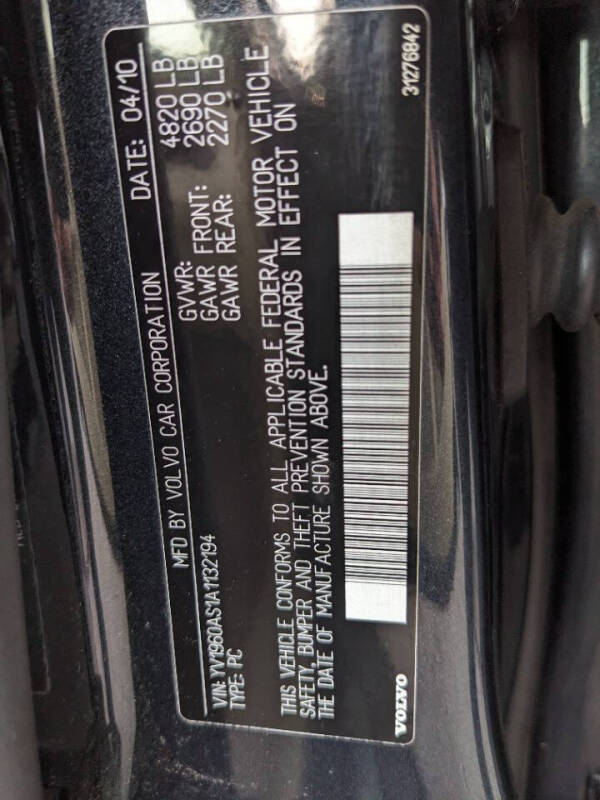 MFD BY VOLVO CAR CORPORATION DATE: 04/10
GVWR: 4820 LB
GAWR FRONT: 2690 LB
GAWR REAR: 2270 LB
VIN: YV1960AS1A1132194
TYPE: PC
THIS VEHICLE CONFORMS TO ALL APPLICABLE FEDERAL MOTOR VEHICLE
SAFETY, BUMPER AND THEFT PREVENTION STANDARDS IN EFFECT ON
THE DATE OF MANUFACTURE SHOWN ABOVE.
VOLVO 31276842